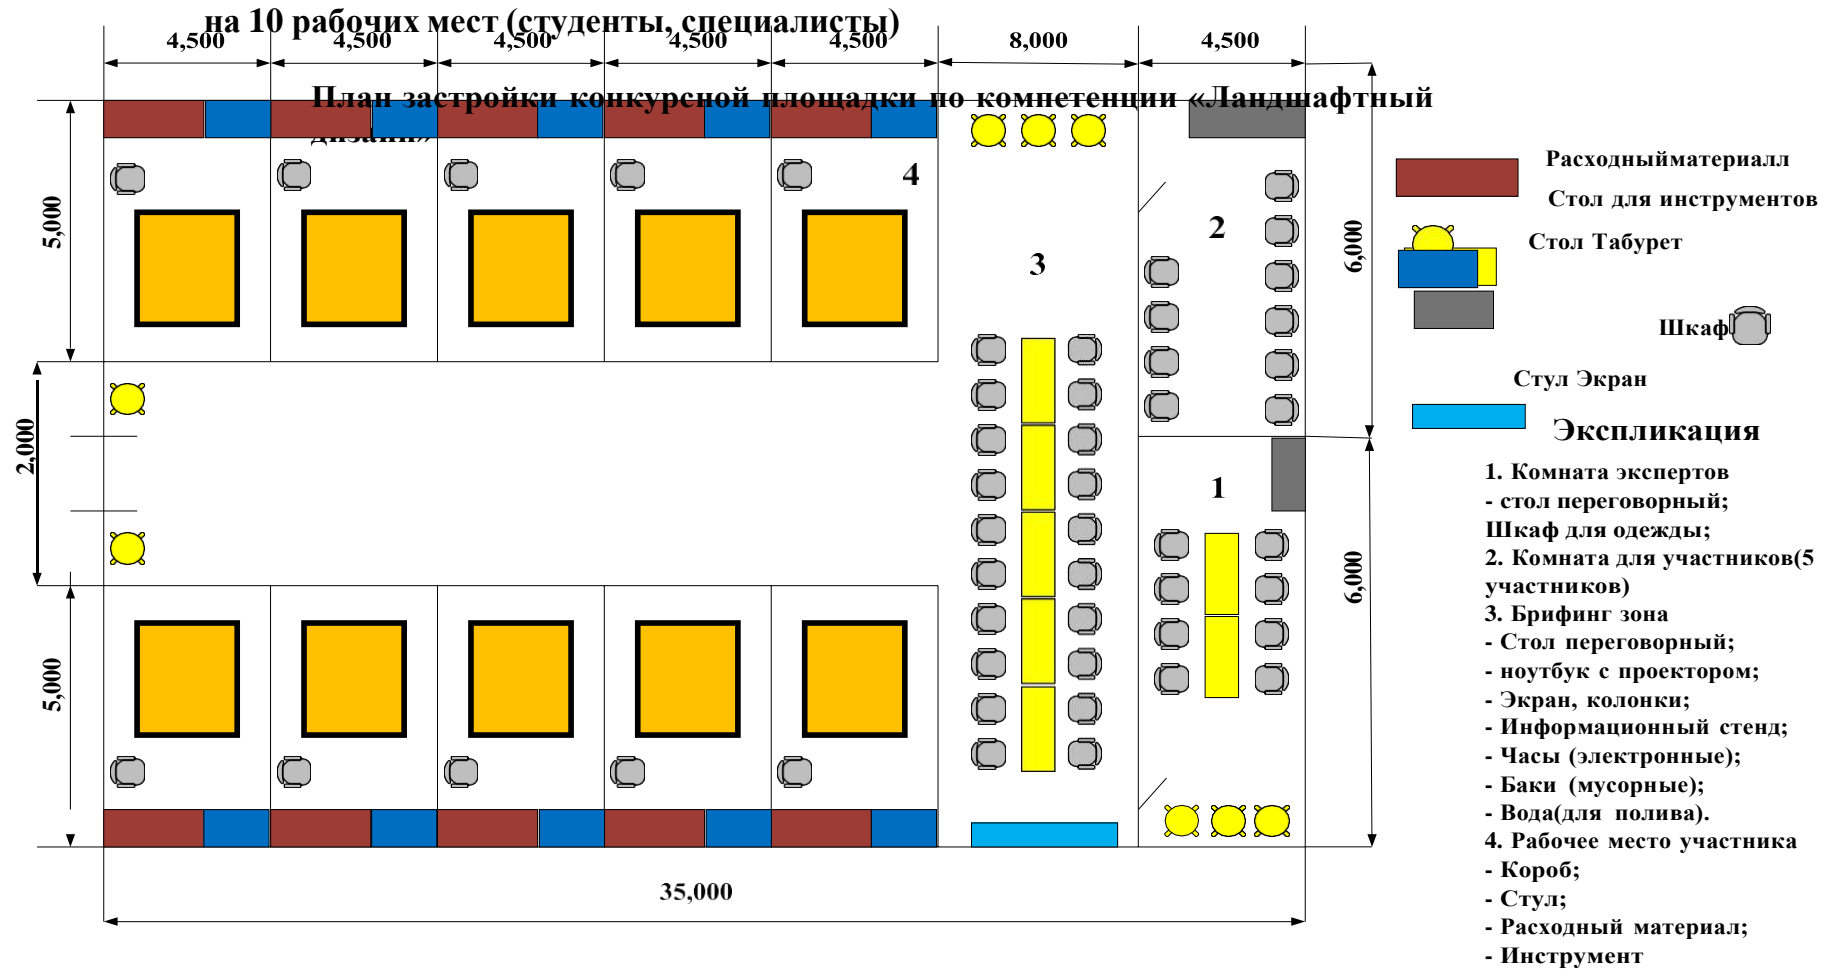 на 10 рабочих мест (студенты, специалисты)
4,500 4,500 4,500 4,500 4,500 8,000 4,500
План застройки конкурсной площадки по компетенции «Ландшафтный
дизайн»
5,000
2,000
5,000
4
3
2
1
6,000
6,000
35,000
Расходныйматериалл
Стол для инструментов
Стол Табурет
Шкаф
Стул Экран
Экспликация
1. Комната экспертов
- стол переговорный;
Шкаф для одежды;
2. Комната для участников(5
участников)
3. Брифинг зона
- Стол переговорный;
- ноутбук с проектором;
- Экран, колонки;
- Информационный стенд;
- Часы (электронные);
- Баки (мусорные);
- Вода(для полива).
4. Рабочее место участника
- Короб;
- Стул;
- Расходный материал;
- Инструмент